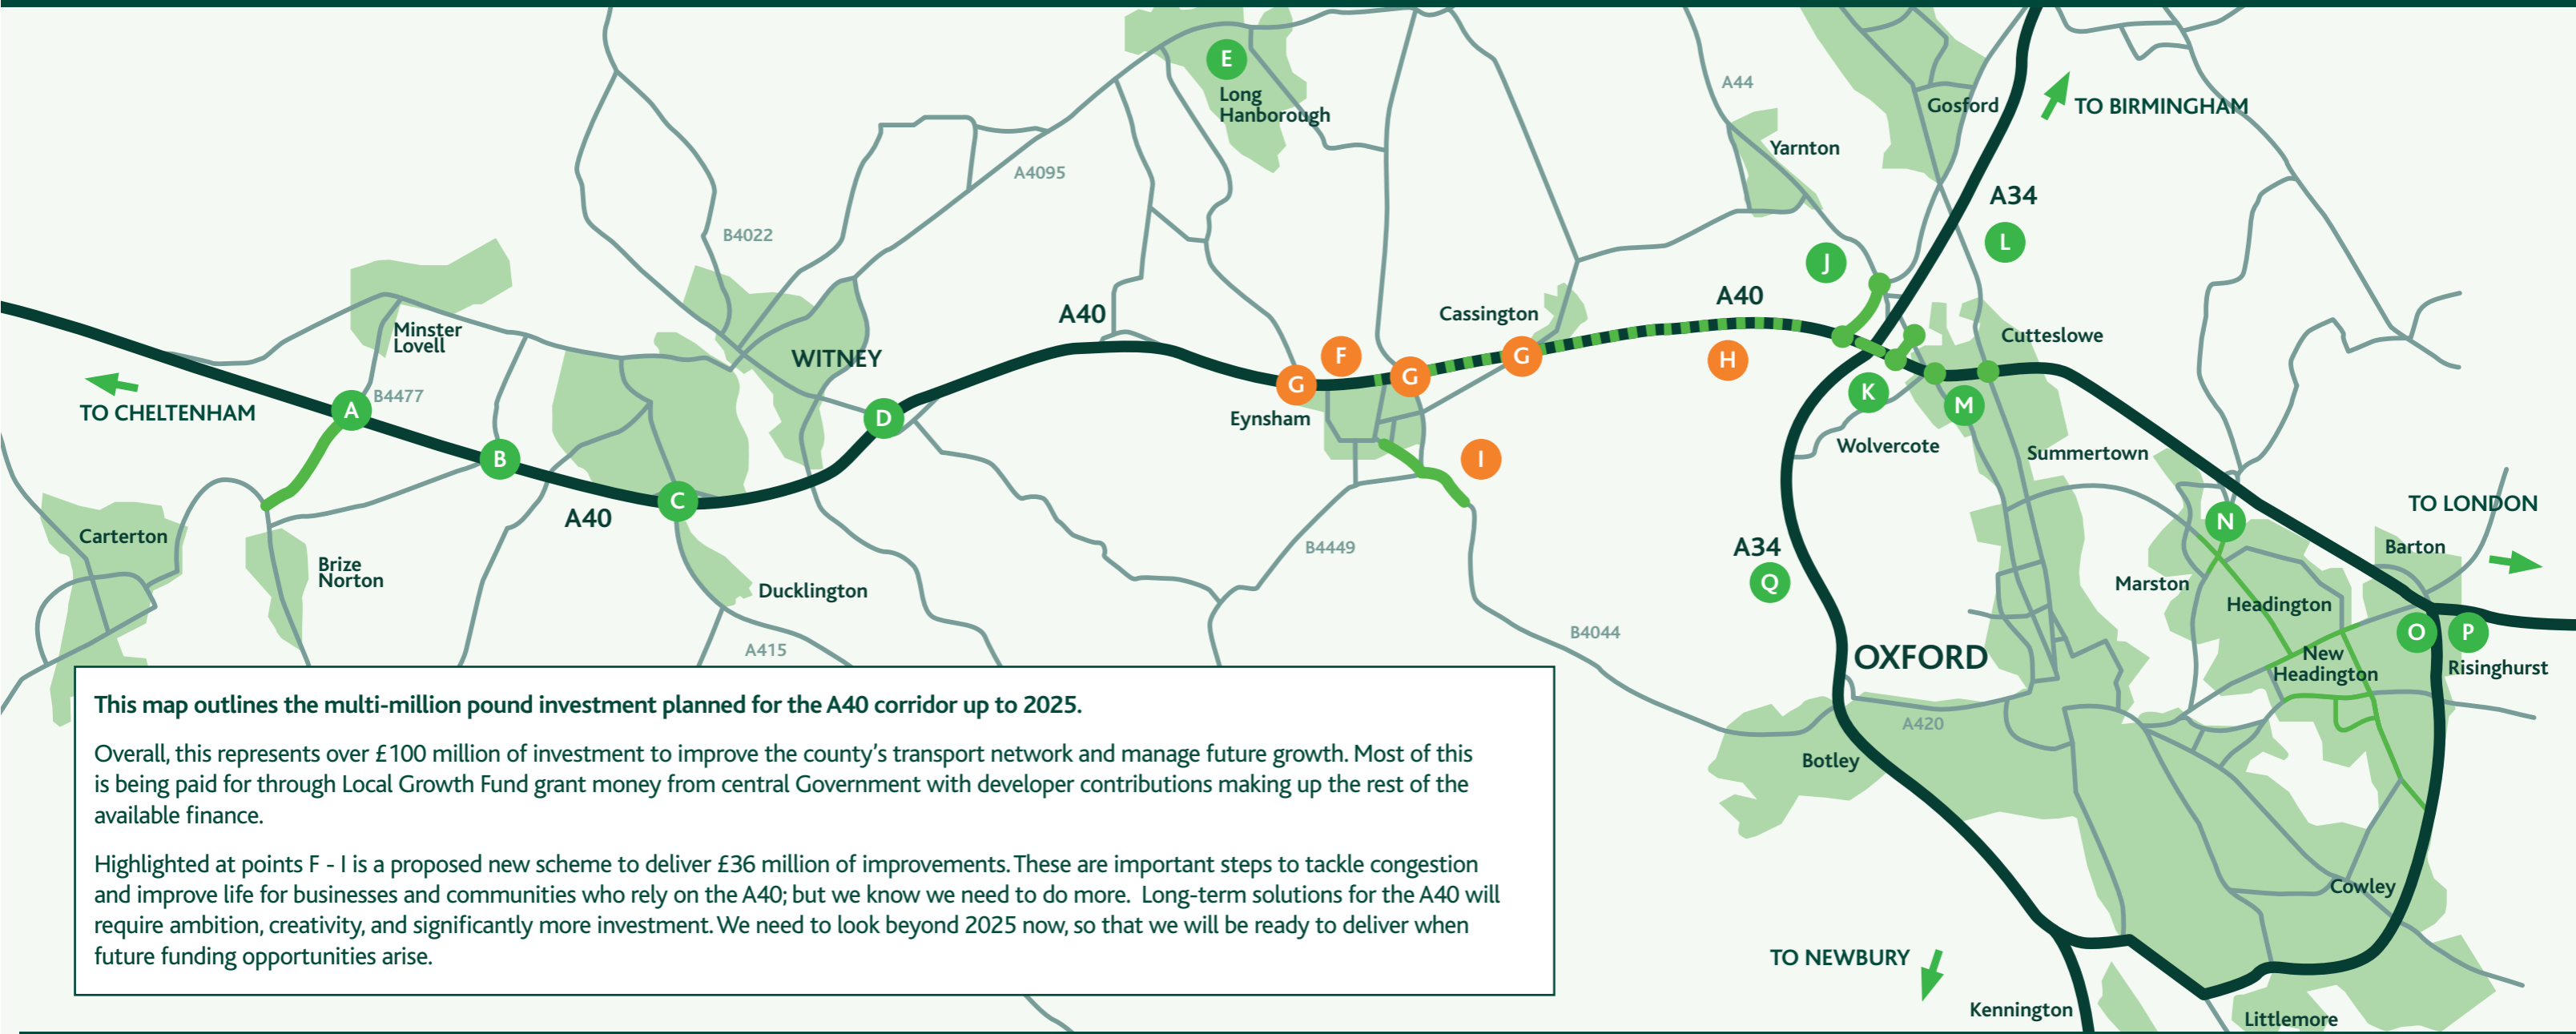 E
Long
Hanborough
A44
Gosford
TO BIRMINGHAM
Yarnton
A4095
A34
B4022
L
J
A40
A40
Cassington
Minster
Lovell
WITNEY
Cutteslowe
F
G
G
G
H
TO CHELTENHAM
B4477
A
D
Eynsham
K
M
Wolvercote
Summertown
B
I
C
A40
TO LONDON
Carterton
N
B4449
A34
Barton
Brize
Norton
Ducklington
Q
Marston
Headington
B4044
O
P
A415
OXFORD
New
Headington
Risinghurst
This map outlines the multi-million pound investment planned for the A40 corridor up to 2025.
Overall, this represents over £100 million of investment to improve the county’s transport network and manage future growth. Most of this
is being paid for through Local Growth Fund grant money from central Government with developer contributions making up the rest of the
available finance.
Highlighted at points F - I is a proposed new scheme to deliver £36 million of improvements. These are important steps to tackle congestion
and improve life for businesses and communities who rely on the A40; but we know we need to do more. Long-term solutions for the A40 will
require ambition, creativity, and significantly more investment. We need to look beyond 2025 now, so that we will be ready to deliver when
future funding opportunities arise.
A420
Botley
Cowley
TO NEWBURY
Kennington
Littlemore